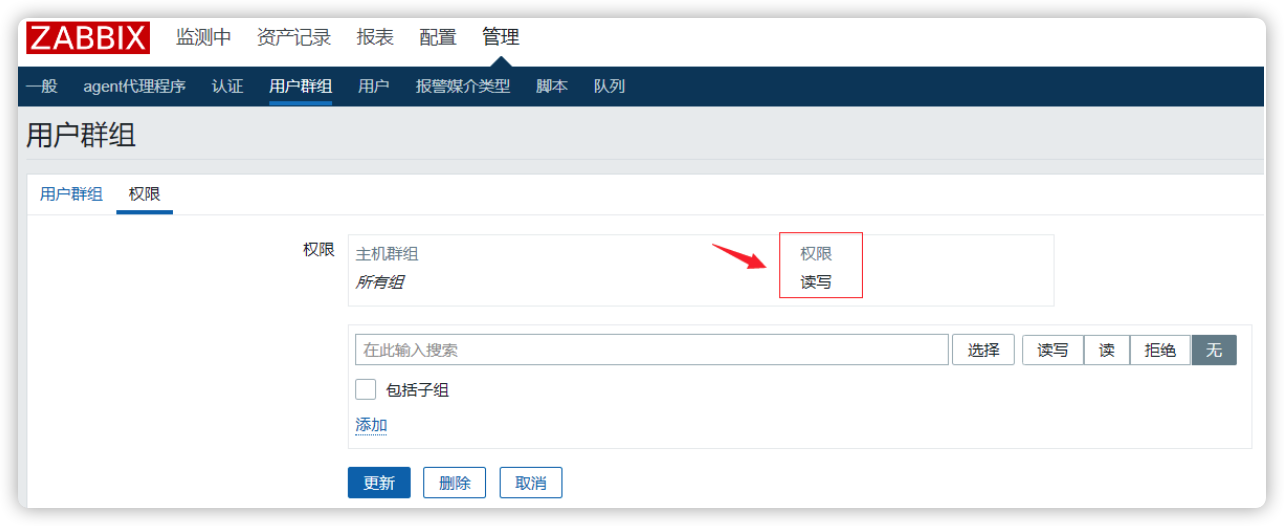 ZABBIX 监测中 资产记录 报表 配置 管理
一般 agent代理程序 认证 用户群组 用户 报警媒介类型 脚本 队列
用户群组
用户群组 权限
权限 主机群组 权限
所有组 读写
在此输入搜索 选择 读写 读 拒绝 无
包括子组
添加
更新 删除 取消